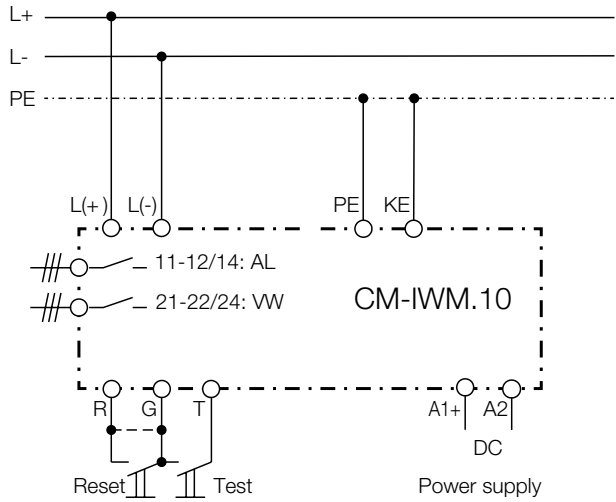 L+
L-
PE
L(+) L(-) PE KE
11-12/14: AL
21-22/24: VW
CM-IWM.10
R G T A1+ A2
DC
Reset Test Power supply